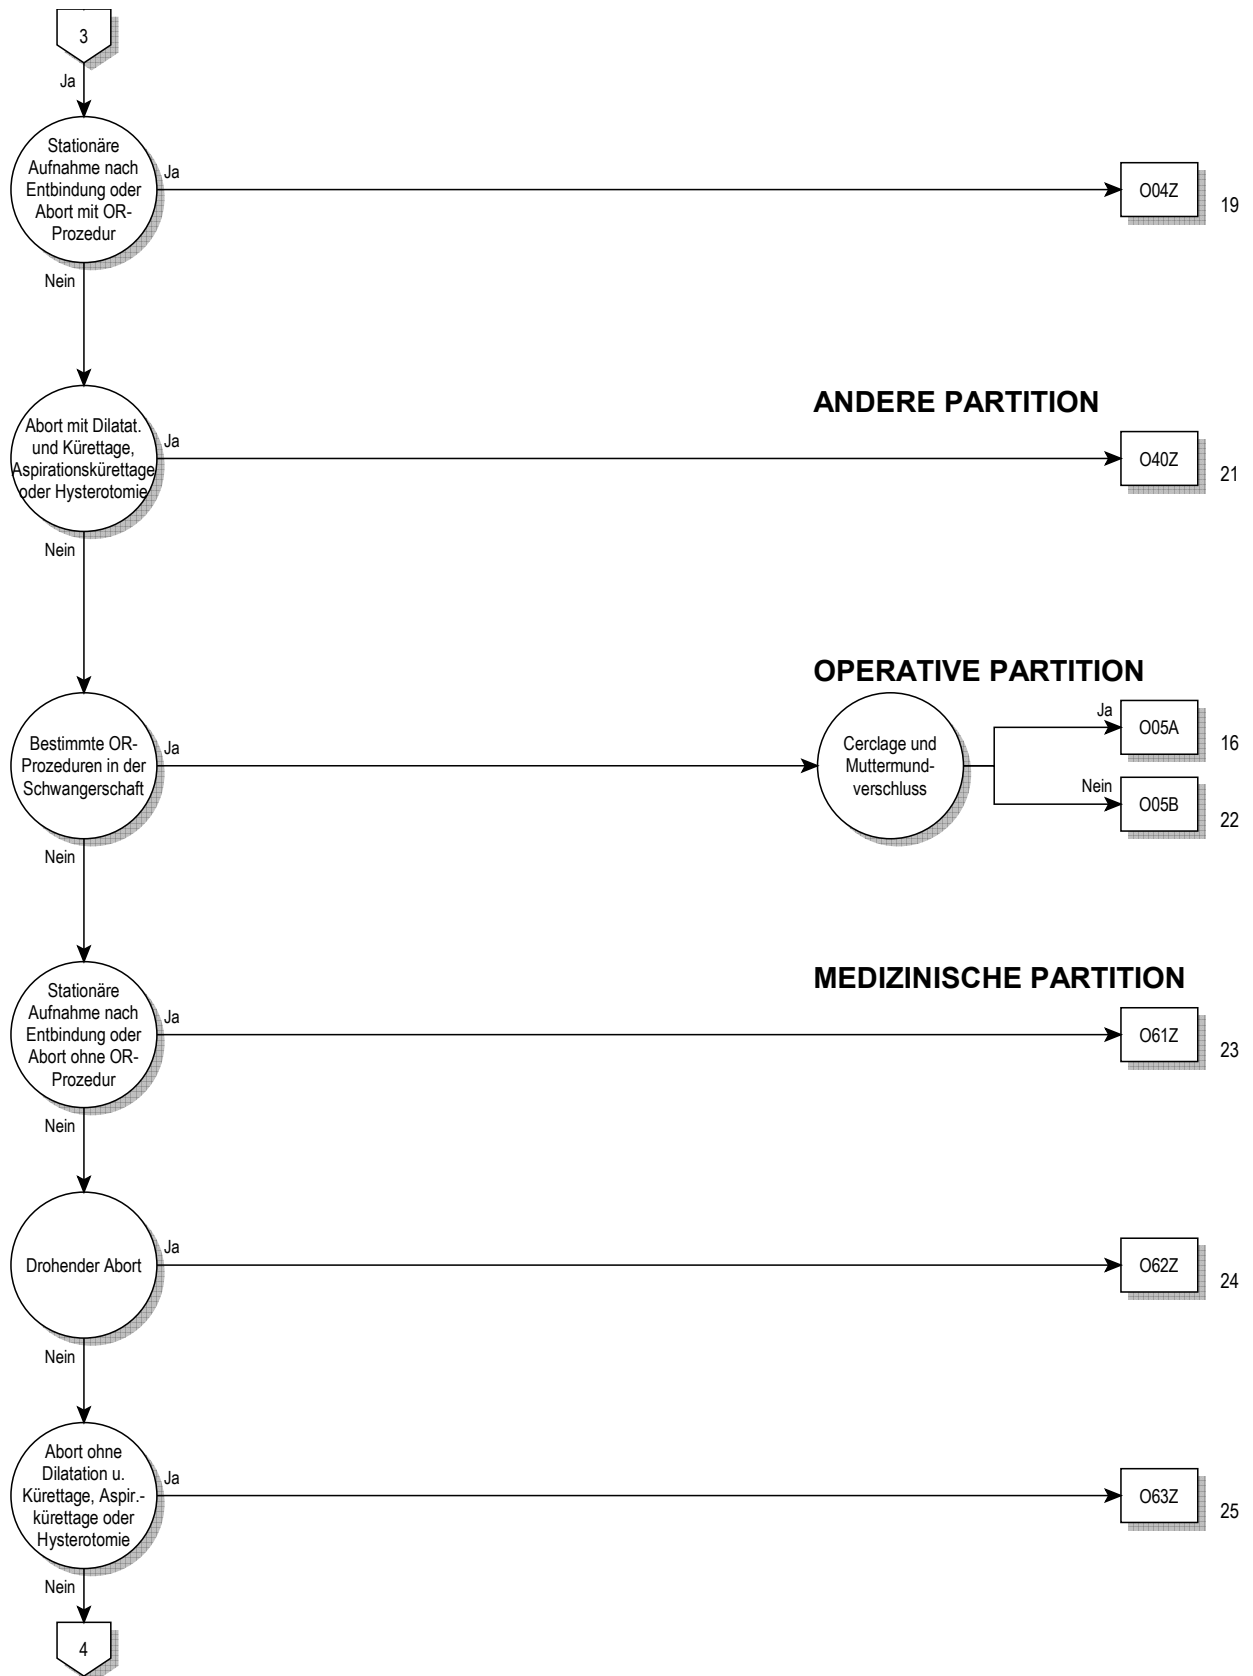 3
Ja
Stationäre
Aufnahme nach
Entbindung oder
Abort mit OR-
Prozedur
Ja
O04Z
19
Nein
ANDERE PARTITION
Abort mit Dilatat.
und Kürettage,
Aspirationskürettage
oder Hysterotomie
Ja
O40Z
21
Nein
OPERATIVE PARTITION
Bestimmte OR-
Prozeduren in der
Schwangerschaft
Ja
Cerclage und
Muttermund-
verschluss
Ja
O05A
16
Nein
O05B
22
Nein
MEDIZINISCHE PARTITION
Stationäre
Aufnahme nach
Entbindung oder
Abort ohne OR-
Prozedur
Ja
O61Z
23
Nein
Drohender Abort
Ja
O62Z
24
Nein
Abort ohne
Dilatation u.
Kürettage, Aspir.-
kürettage oder
Hysterotomie
Ja
O63Z
25
Nein
4